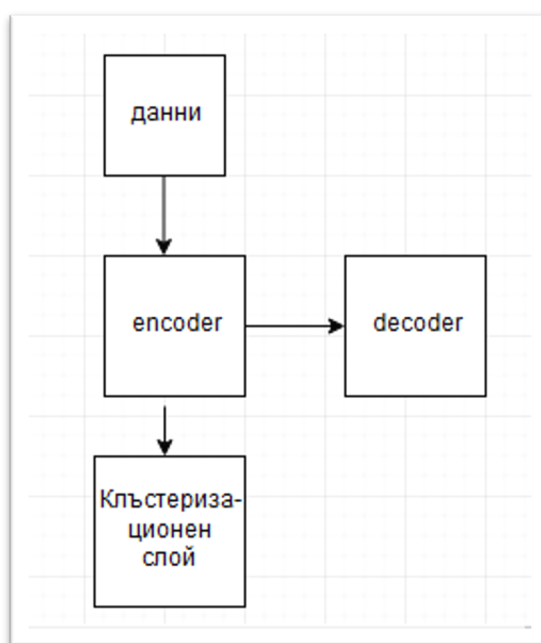 данни
encoder
decoder
Клъстериза-
ционен
слой